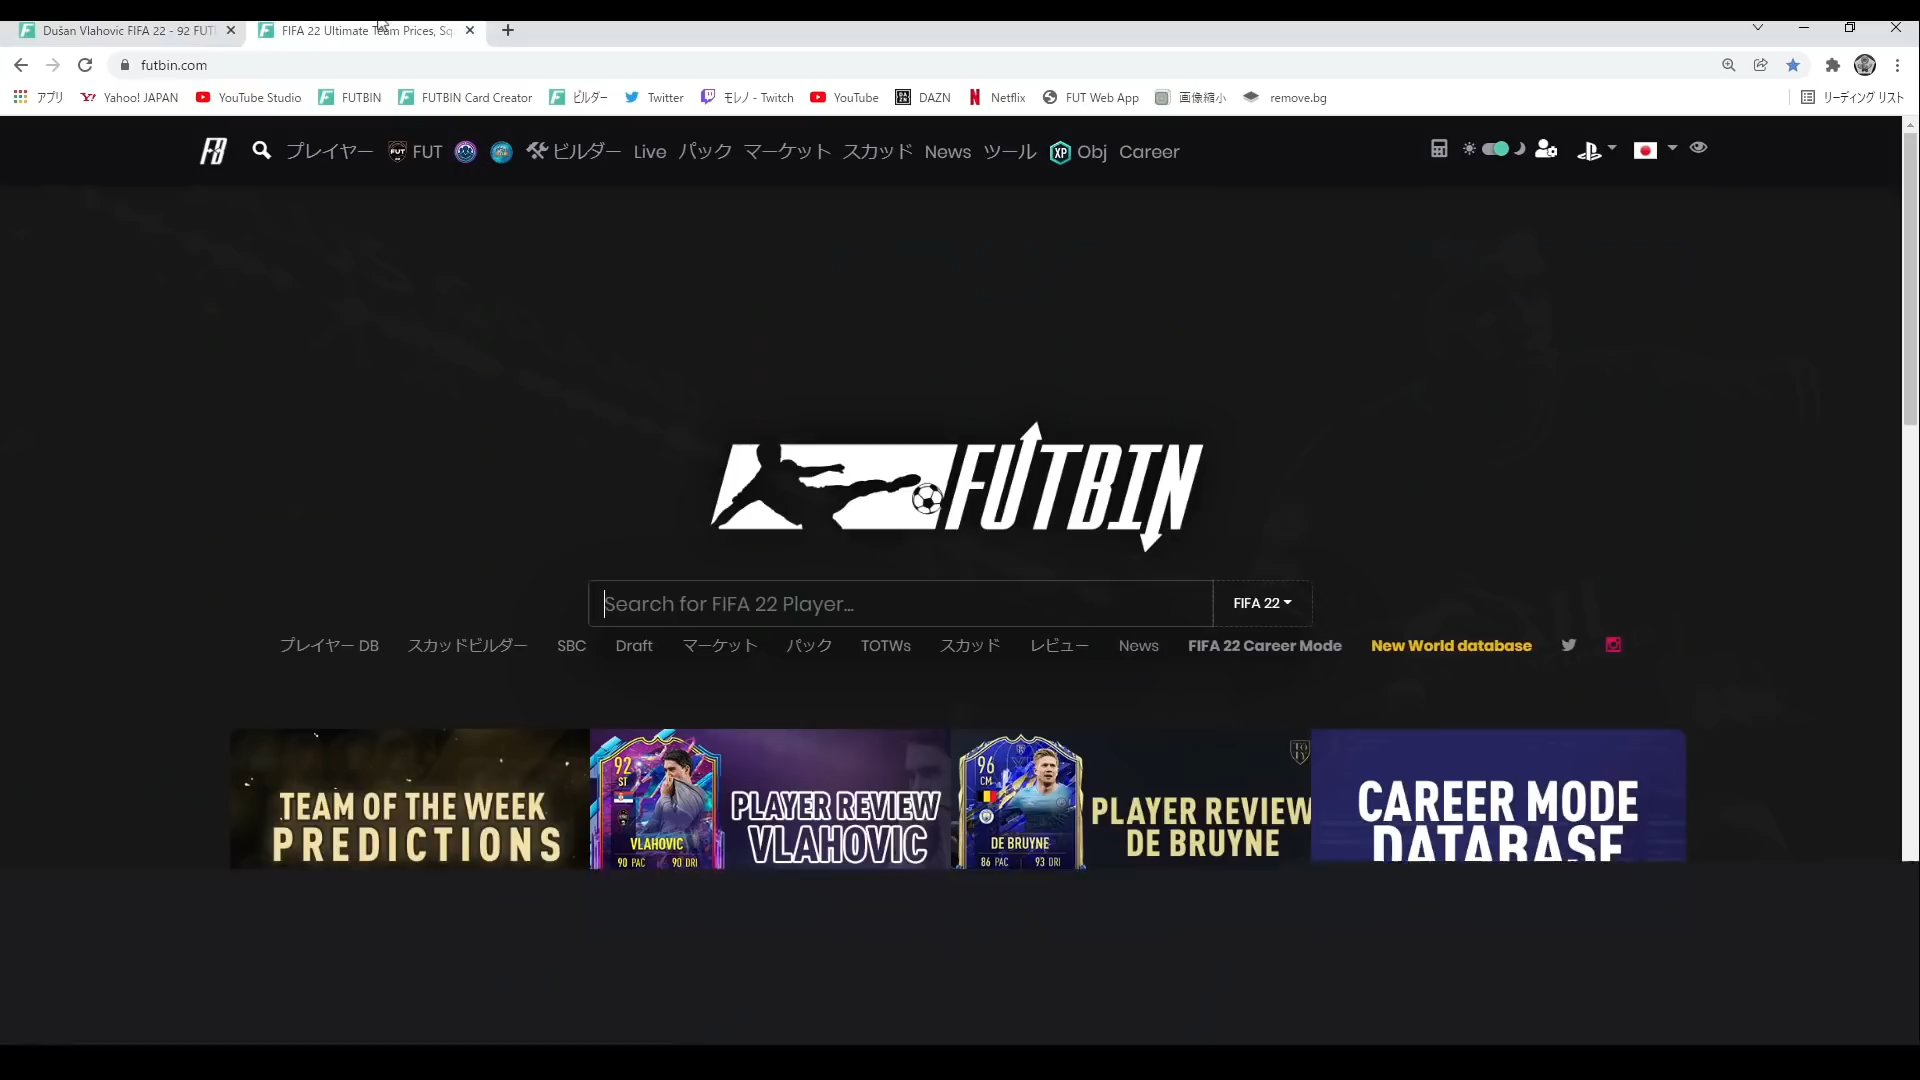 Dušan Vlahovic FIFA 22 - 92 FUT
FIFA 22 Ultimate Team Prices, Sq
futbin.com
アプリ
Yahoo! JAPAN
YouTube Studio
FUTBIN
FUTBIN Card Creator
ビルダー
Twitter
モレノ - Twitch
YouTube
DAZN
Netflix
FUT Web App
画像縮小
remove.bg
リーディング リスト
プレイヤー
FUT
ビルダー
Live
パック
マーケット
スカッド
News
ツール
XP
Obj
Career
FUTBIN
Search for FIFA 22 Player...
FIFA 22
プレイヤー DB
スカッドビルダー
SBC
Draft
マーケット
パック
TOTWs
スカッド
レビュー
News
FIFA 22 Career Mode
New World database
TEAM OF THE WEEK
PREDICTIONS
92
ST
VLAHOVIC
90 PAC 90 DRI
PLAYER REVIEW
VLAHOVIC
96
CM
DE BRUYNE
86 PAC 93 DRI
PLAYER REVIEW
DE BRUYNE
CAREER MODE
DATABASE